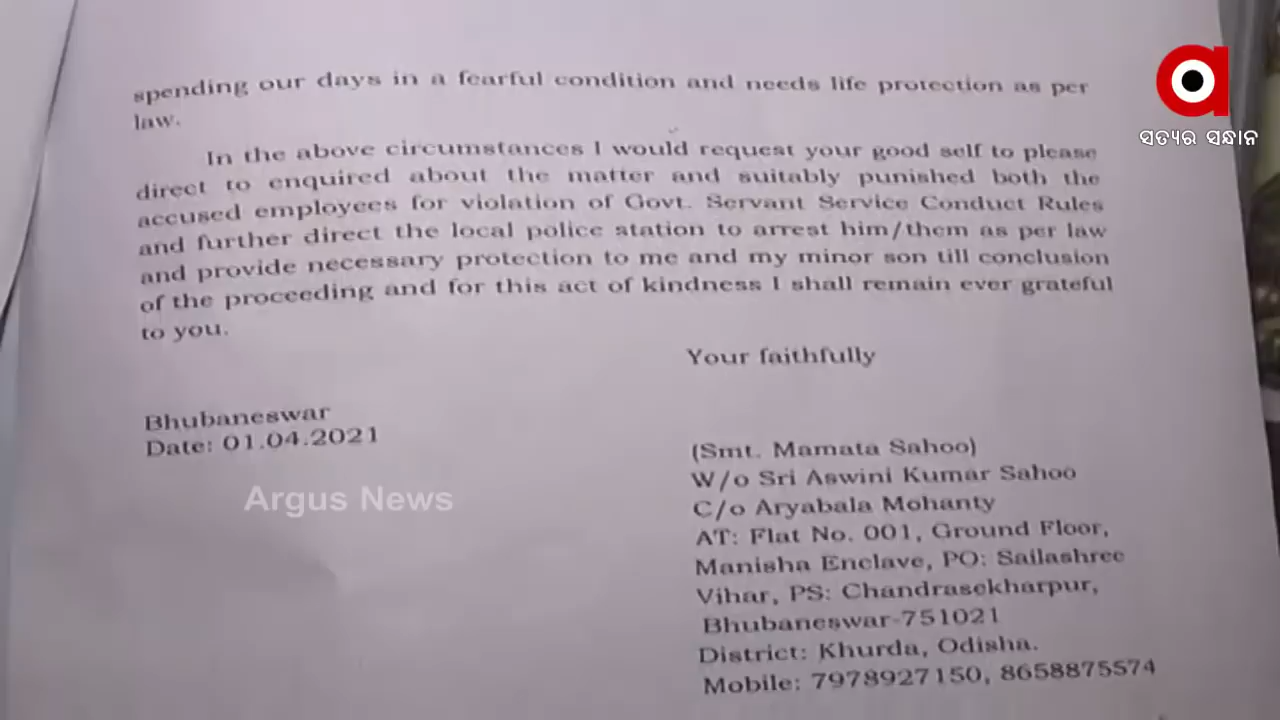 spending our days in a fearful condition and needs life protection as per
law.
In the above circumstances I would request your good self to please
direct to enquired about the matter and suitably punished both the
accused employees for violation of Govt. Servant Service Conduct Rules
and further direct the local police station to arrest him/them as per law
and provide necessary protection to me and my minor son till conclusion
of the proceeding and for this act of kindness I shall remain ever grateful
to you.
Your faithfully
Bhubaneswar
Date: 01.04.2021
(Smt. Mamata Sahoo)
W/o Sri Aswini Kumar Sahoo
C/o Aryabala Mohanty
AT: Flat No. 001, Ground Floor,
Manisha Enclave, PO: Sailashree
Vihar, PS: Chandrasekharpur,
Bhubaneswar-751021
District: Khurda, Odisha.
Mobile: 7978927150, 8658875574
Argus News
a
ସତ୍ୟର ସନ୍ଧାନ